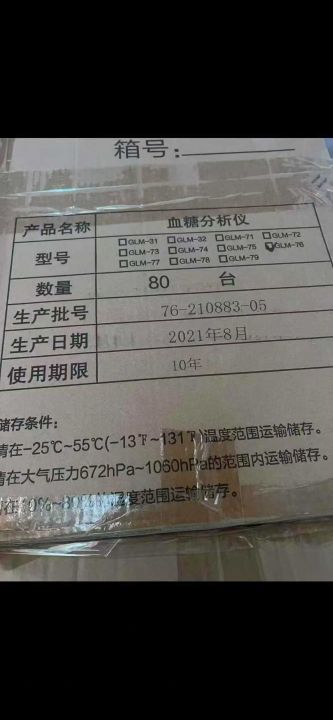 箱号:
产品名称 血糖分析仪
型号 □GLM-31 □GLM-32 □GLM-71 □GLM-72
□GLM-73 □GLM-74 □GLM-75 ☑GLM-76
□GLM-77 □GLM-78 □GLM-79
数量 80 台
生产批号 76-210883-05
生产日期 2021年8月
使用期限 10年
储存条件:
请在-25℃~55℃(-13℉~131℉)温度范围运输储存。
请在大气压力672hPa~1060hPa的范围内运输储存。
在 0%~80% 湿度范围运输储存。